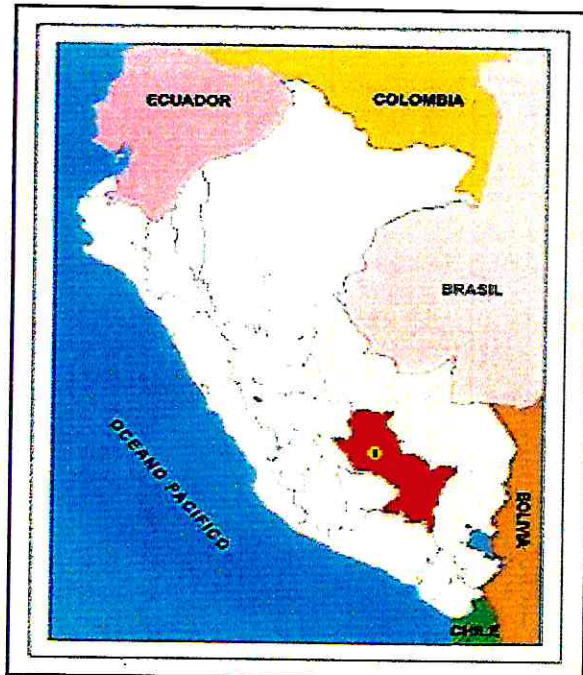 ECUADOR
COLOMBIA
BRASIL
OCEANO PACIFICO
BOLIVIA
CHILE